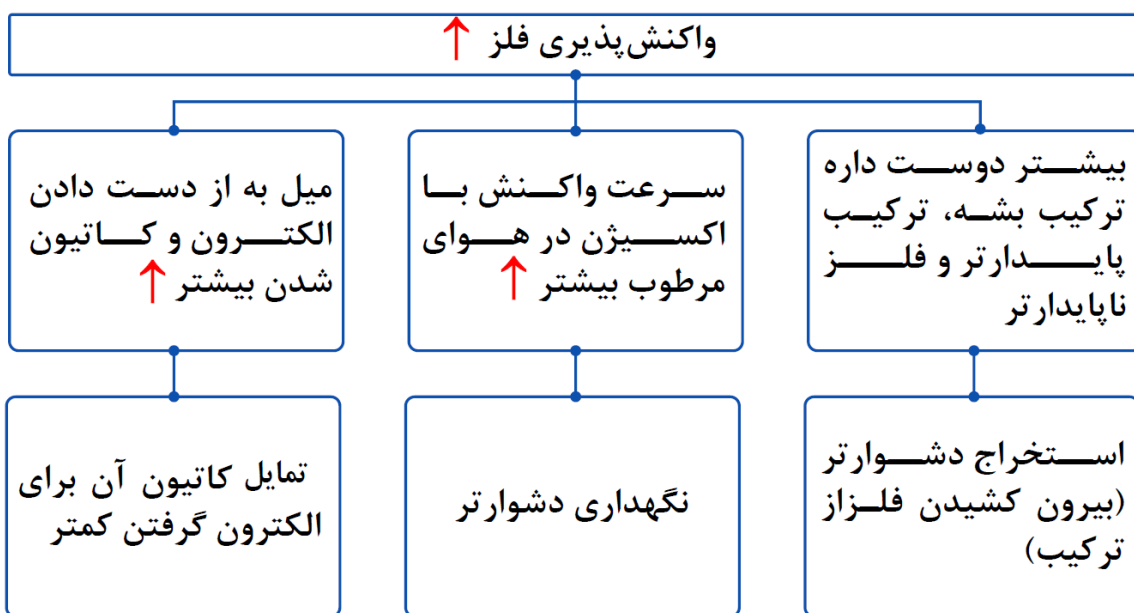 واکنش‌پذیری فلز ↑
بیشتر دوست داره
ترکیب بشه، ترکیب
پایدارتر و فلز
ناپایدارتر
سرعت واکنش با
اکسیژن در هوای
مرطوب بیشتر ↑
میل به از دست دادن
الکترون و کاتیون
شدن بیشتر ↑
استخراج دشوارتر
(بیرون کشیدن فلزاز
ترکیب)
نگهداری دشوارتر
تمایل کاتیون آن برای
الکترون گرفتن کمتر